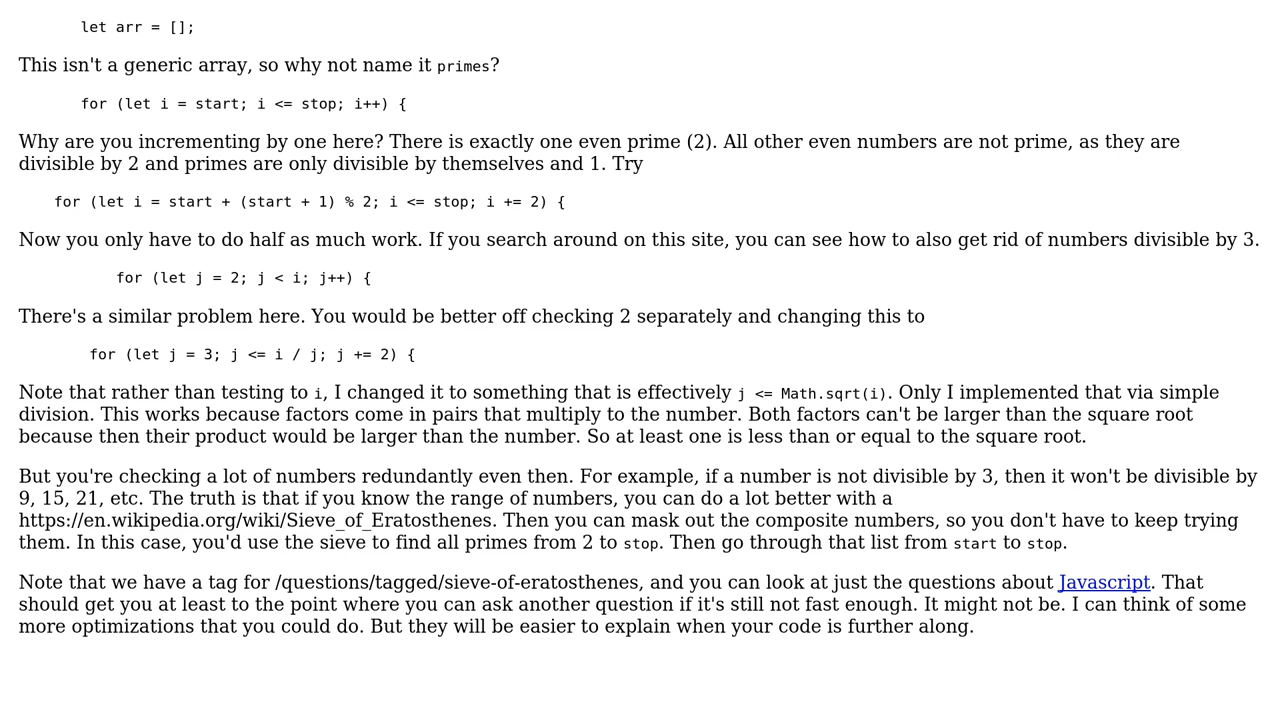 let arr = [];
This isn't a generic array, so why not name it primes?
for (let i = start; i <= stop; i++) {
Why are you incrementing by one here? There is exactly one even prime (2). All other even numbers are not prime, as they are
divisible by 2 and primes are only divisible by themselves and 1. Try
for (let i = start + (start + 1) % 2; i <= stop; i += 2) {
Now you only have to do half as much work. If you search around on this site, you can see how to also get rid of numbers divisible by 3.
for (let j = 2; j < i; j++) {
There's a similar problem here. You would be better off checking 2 separately and changing this to
for (let j = 3; j <= i / j; j += 2) {
Note that rather than testing to i, I changed it to something that is effectively j <= Math.sqrt(i). Only I implemented that via simple
division. This works because factors come in pairs that multiply to the number. Both factors can't be larger than the square root
because then their product would be larger than the number. So at least one is less than or equal to the square root.
But you're checking a lot of numbers redundantly even then. For example, if a number is not divisible by 3, then it won't be divisible by
9, 15, 21, etc. The truth is that if you know the range of numbers, you can do a lot better with a
https://en.wikipedia.org/wiki/Sieve_of_Eratosthenes. Then you can mask out the composite numbers, so you don't have to keep trying
them. In this case, you'd use the sieve to find all primes from 2 to stop. Then go through that list from start to stop.
Note that we have a tag for /questions/tagged/sieve-of-eratosthenes, and you can look at just the questions about Javascript. That
should get you at least to the point where you can ask another question if it's still not fast enough. It might not be. I can think of some
more optimizations that you could do. But they will be easier to explain when your code is further along.